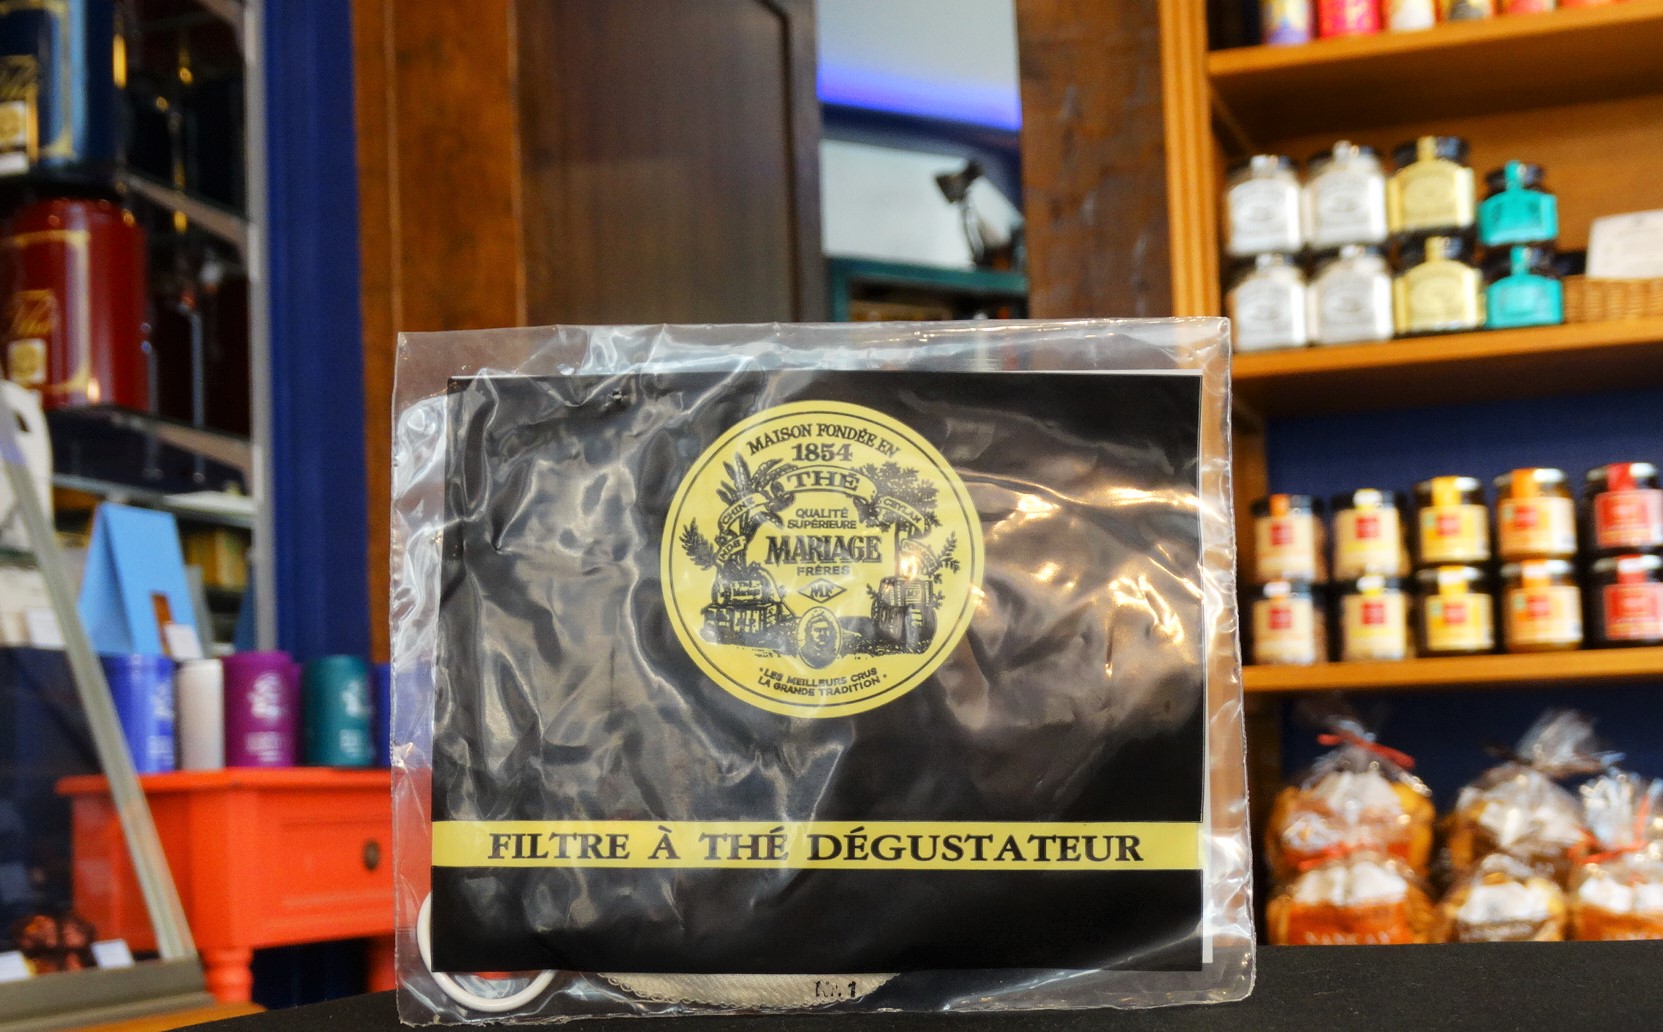 MAISON FONDÉE EN
1854
THÉ
CHINE
CEYLAN
INDE
QUALITÉ
SUPÉRIEURE
MARIAGE
FRÈRES
MF
"LES MEILLEURS CRUS
LA GRANDE TRADITION"
FILTRE À THÉ DÉGUSTATEUR